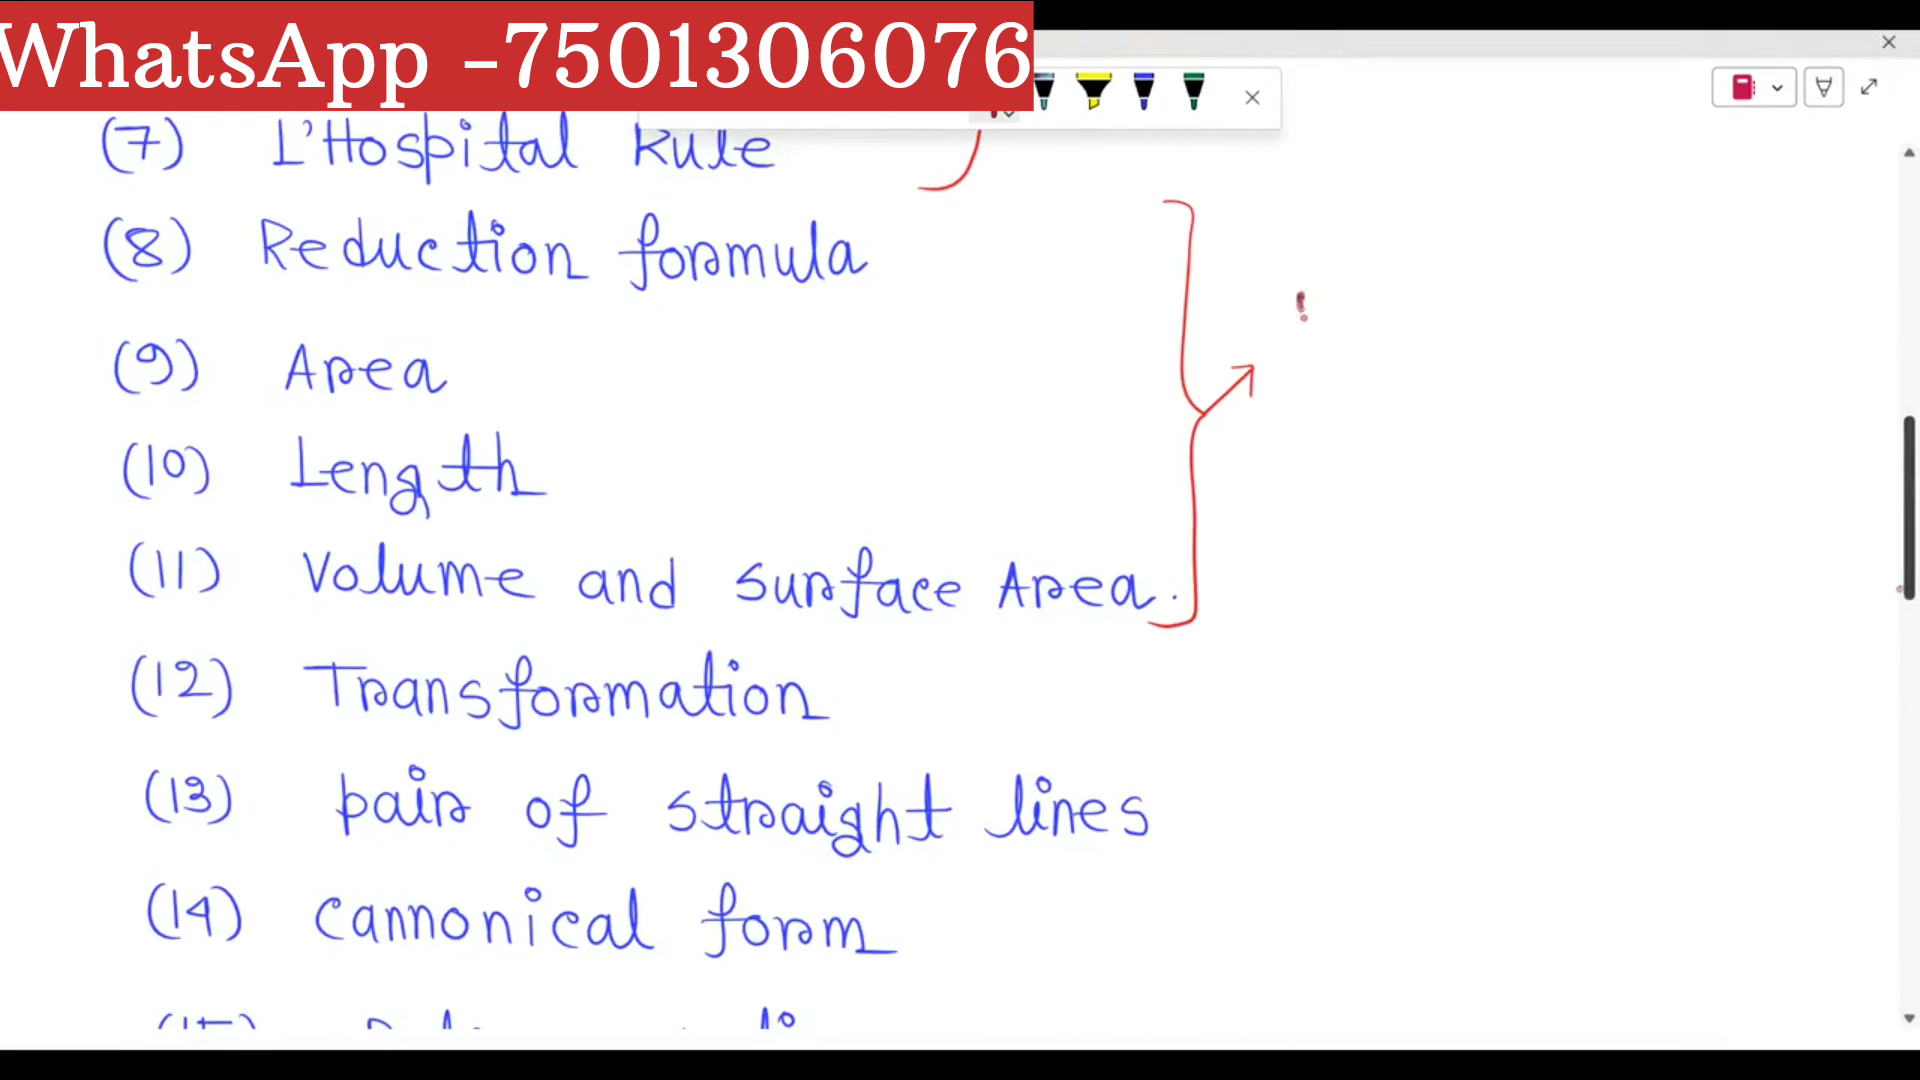 WhatsApp -7501306076
(7) L'Hospital Rule
(8) Reduction formula
(9) Area
(10) Length
(11) Volume and surface Area.
(12) Transformation
(13) pair of straight lines
(14) Cannonical form